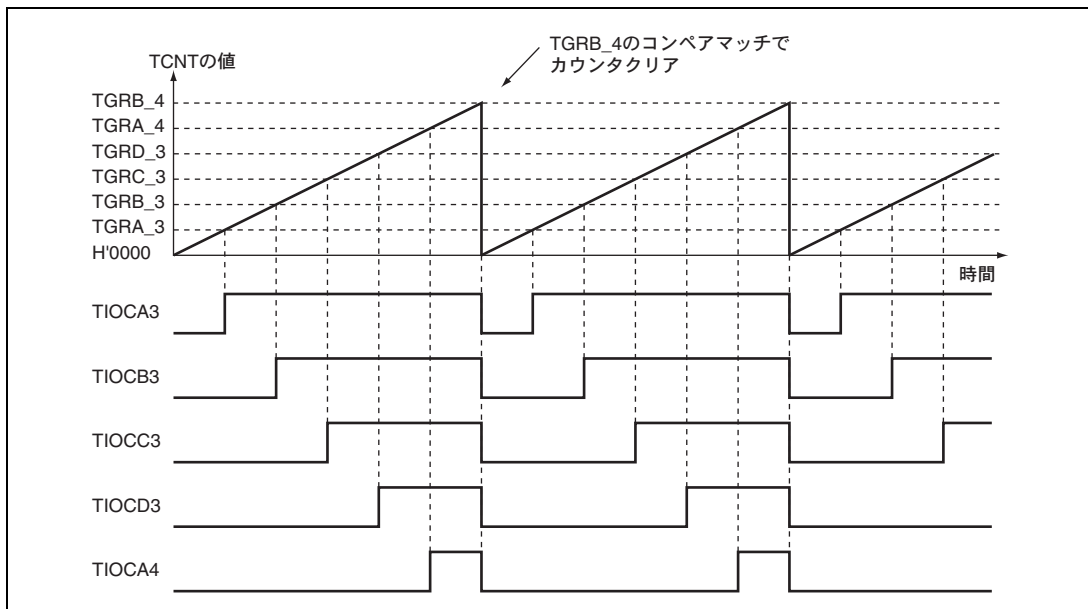 TGRB_4のコンペアマッチで
カウンタクリア
TCNTの値
TGRB_4
TGRA_4
TGRD_3
TGRC_3
TGRB_3
TGRA_3
H'0000
時間
TIOCA3
TIOCB3
TIOCC3
TIOCD3
TIOCA4